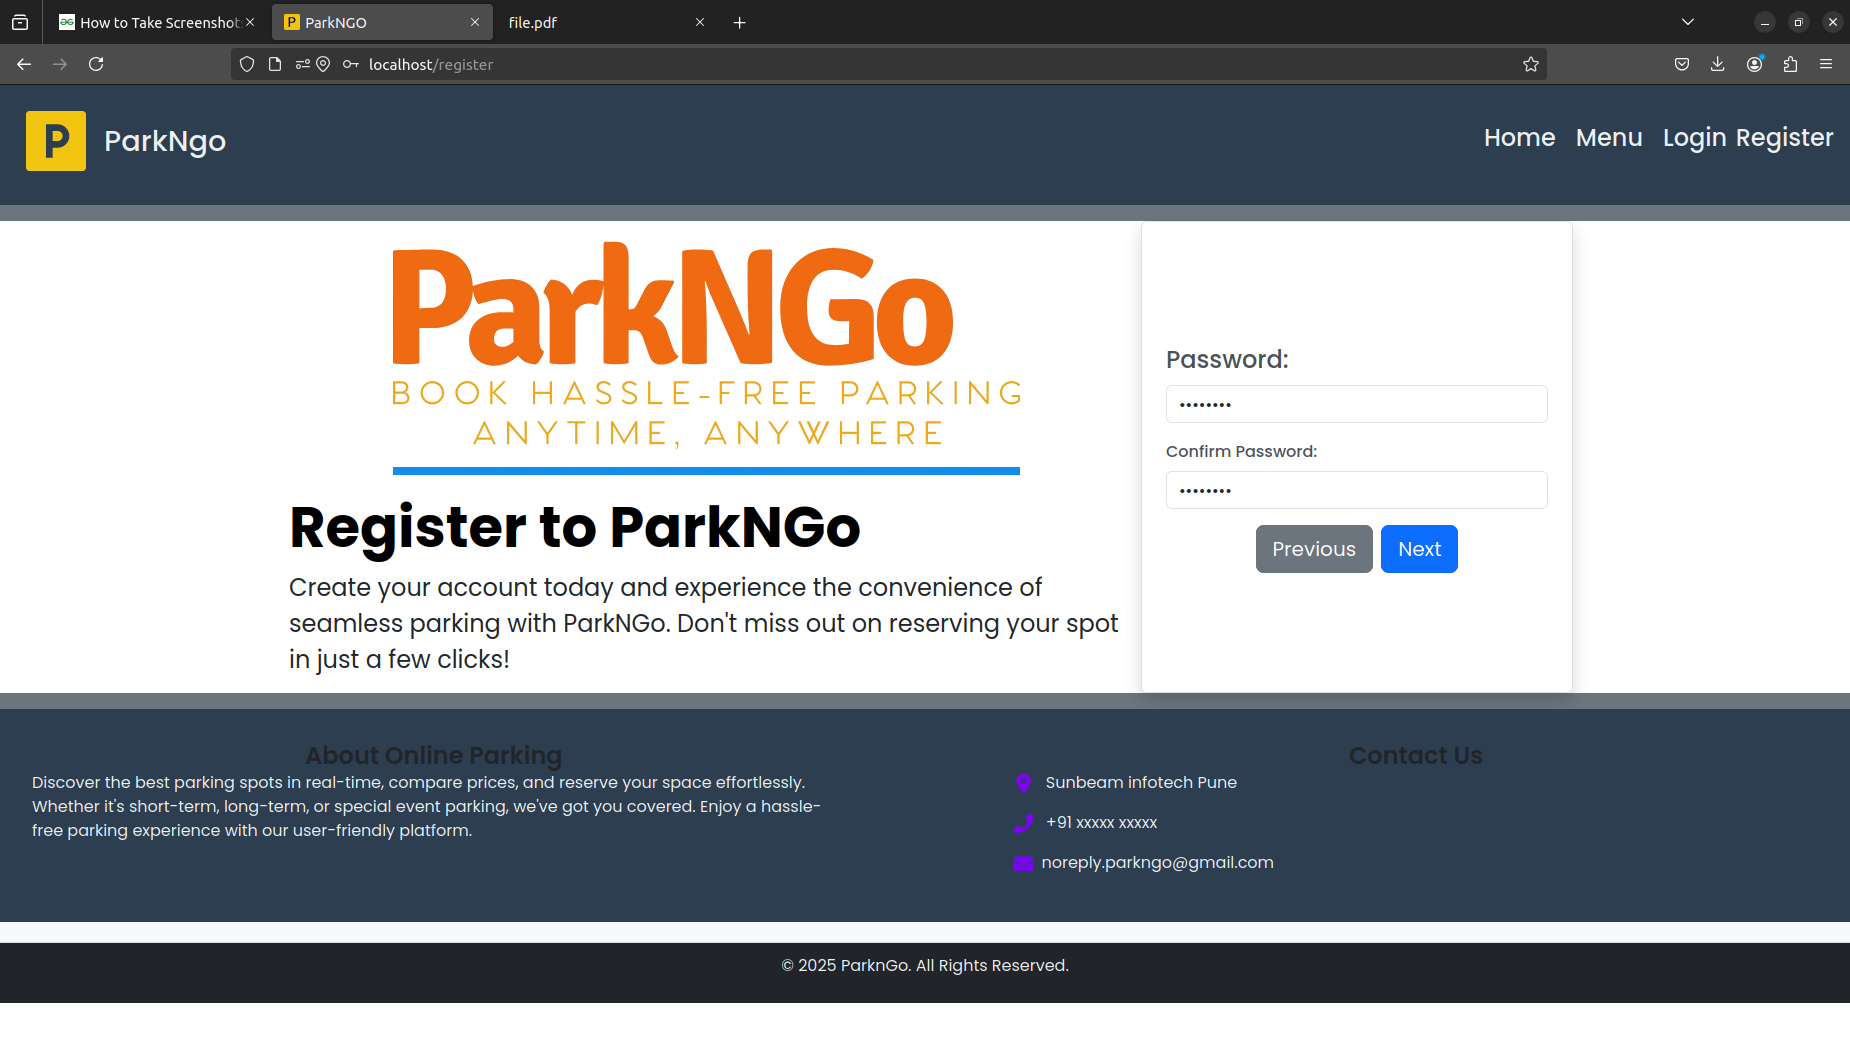 How to Take Screenshot
ParkNGO
file.pdf
localhost/register
P
ParkNgo
Home Menu Login Register
ParkNGo
BOOK HASSLE-FREE PARKING
ANYTIME, ANYWHERE
Register to ParkNGo
Create your account today and experience the convenience of
seamless parking with ParkNGo. Don't miss out on reserving your spot
in just a few clicks!
Password:
••••••••
Confirm Password:
••••••••
Previous Next
About Online Parking
Discover the best parking spots in real-time, compare prices, and reserve your space effortlessly.
Whether it's short-term, long-term, or special event parking, we've got you covered. Enjoy a hassle-
free parking experience with our user-friendly platform.
Contact Us
Sunbeam infotech Pune
+91 xxxxx xxxxx
noreply.parkngo@gmail.com
© 2025 ParknGo. All Rights Reserved.